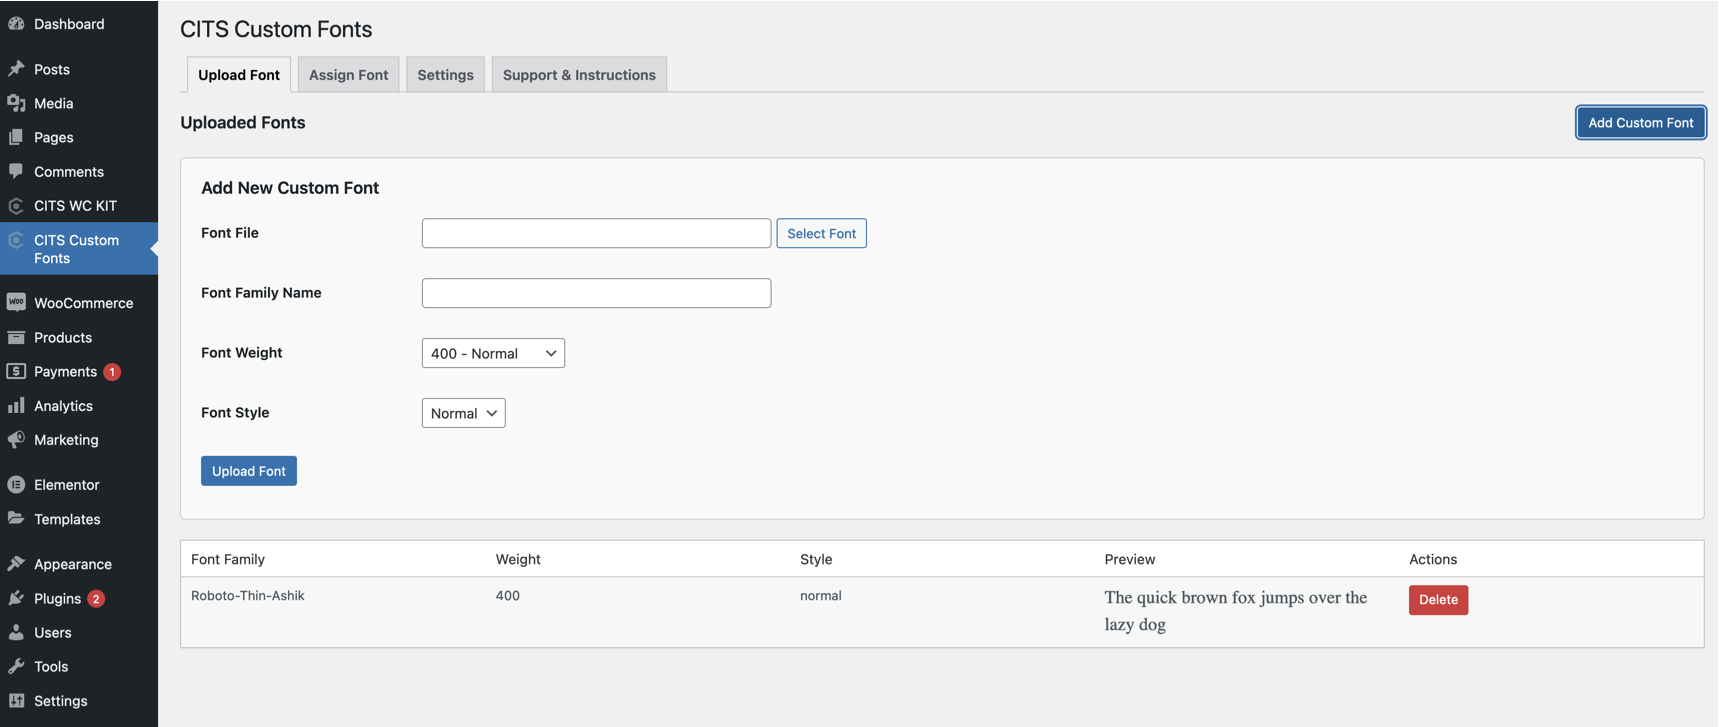 Dashboard
Posts
Media
Pages
Comments
CITS WC KIT
CITS Custom
Fonts
WOO WooCommerce
Products
Payments 1
Analytics
Marketing
Elementor
Templates
Appearance
Plugins 2
Users
Tools
Settings
CITS Custom Fonts
Upload Font Assign Font Settings Support & Instructions
Uploaded Fonts Add Custom Font
Add New Custom Font
Font File Select Font
Font Family Name
Font Weight 400 - Normal
Font Style Normal
Upload Font
Font Family Weight Style Preview Actions
Roboto-Thin-Ashik 400 normal The quick brown fox jumps over the Delete
lazy dog